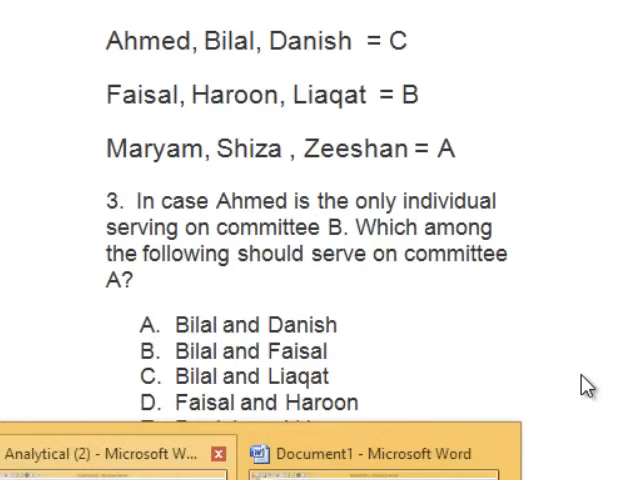 Ahmed, Bilal, Danish = C
Faisal, Haroon, Liaqat = B
Maryam, Shiza , Zeeshan = A
3. In case Ahmed is the only individual
serving on committee B. Which among
the following should serve on committee
A?
A. Bilal and Danish
B. Bilal and Faisal
C. Bilal and Liaqat
D. Faisal and Haroon
Analytical (2) - Microsoft W...
Document1 - Microsoft Word